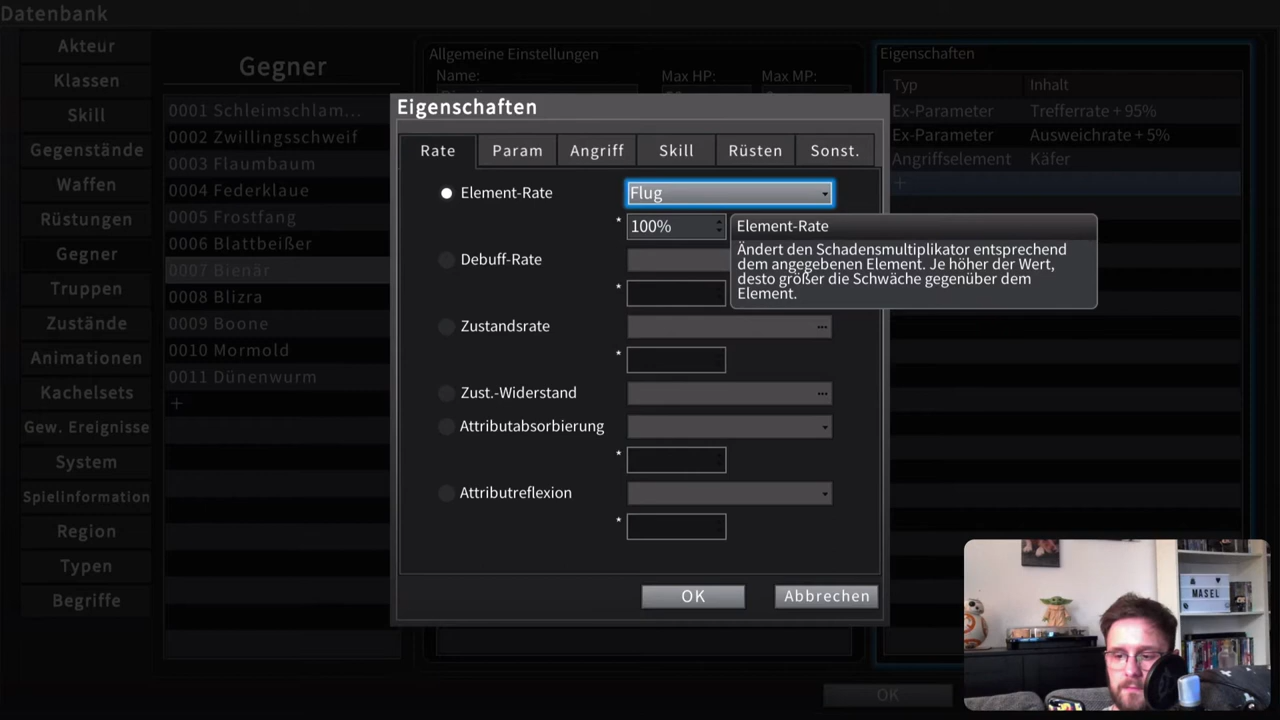 Datenbank
Akteur
Klassen
Skill
Gegenstände
Waffen
Rüstungen
Gegner
Truppen
Zustände
Animationen
Kachelsets
Gew. Ereignisse
System
Spielinformation
Region
Typen
Begriffe
Gegner
0001 Schleimschlam...
0002 Zwillingsschweif
0003 Flaumbaum
0004 Federklaue
0005 Frostfang
0006 Blattbeißer
0007 Bienär
0008 Blizra
0009 Boone
0010 Mormold
0011 Dünenwurm
+
Allgemeine Einstellungen
Name:
Max HP:
Max MP:
Eigenschaften
Typ Inhalt
Ex-Parameter Trefferrate + 95%
Ex-Parameter Ausweichrate + 5%
Angriffselement Käfer
+
Eigenschaften
Rate Param Angriff Skill Rüsten Sonst.
Element-Rate Flug
* 100%
Debuff-Rate
*
Zustandsrate ...
*
Zust.-Widerstand ...
Attributabsorbierung
*
Attributreflexion
*
OK Abbrechen
Element-Rate
Ändert den Schadensmultiplikator entsprechend
dem angegebenen Element. Je höher der Wert,
desto größer die Schwäche gegenüber dem
Element.
OK
MASEL